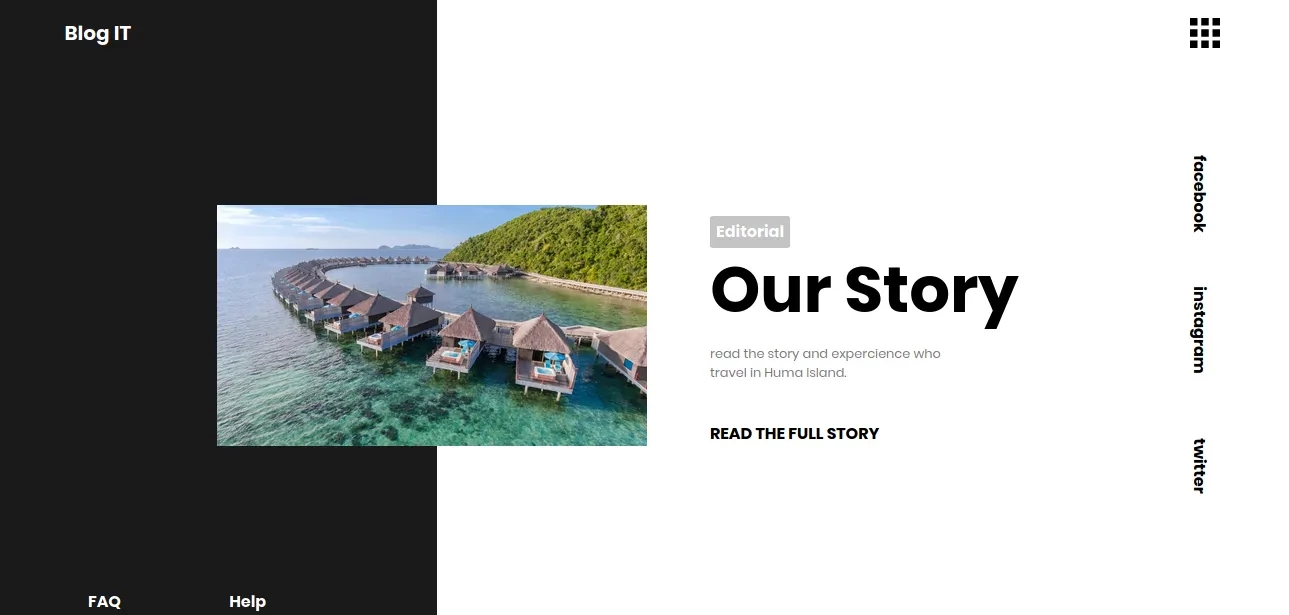 Blog IT
Editorial
Our Story
read the story and expercience who
travel in Huma Island.
READ THE FULL STORY
facebook
instagram
twitter
FAQ
Help